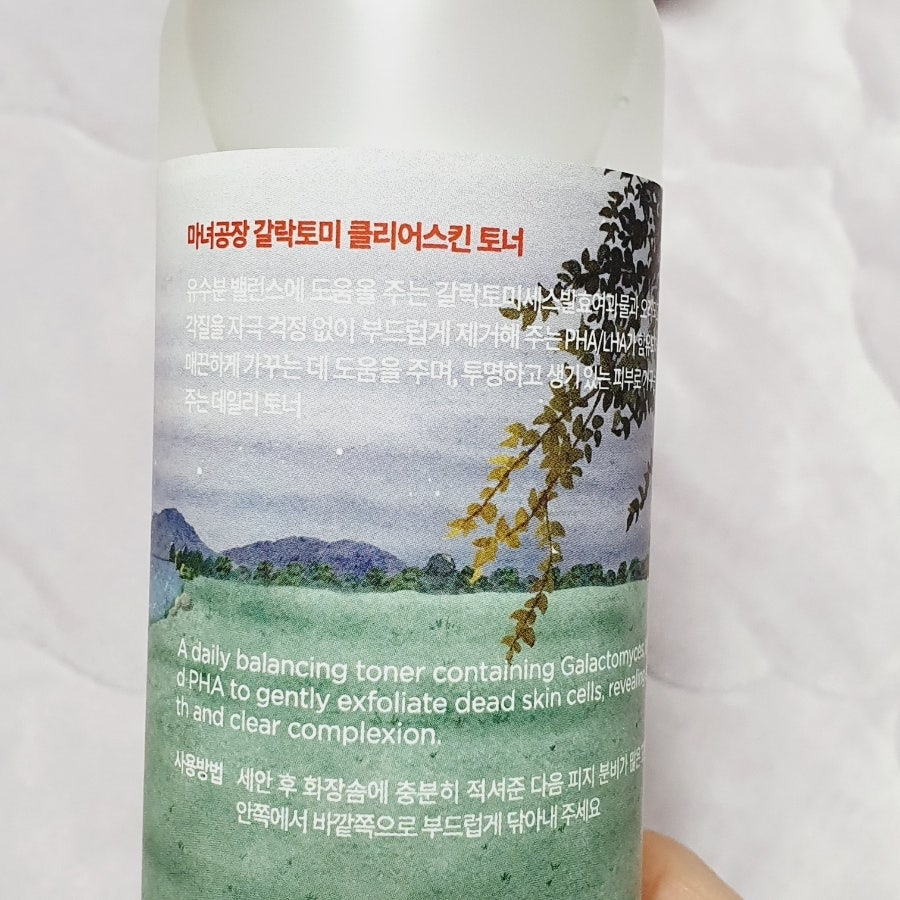 마녀공장 갈락토미 클리어스킨 토너
유수분 밸런스에 도움을 주는 갈락토미세스발효여과물과
각질을 자극 걱정 없이 부드럽게 제거해 주는 PHA/LHA가
매끈하게 가꾸는 데 도움을 주며, 투명하고 생기 있는 피부로
주는 데일리 토너
A daily balancing toner containing Galactomyces
d PHA to gently exfoliate dead skin cells, revealing
th and clear complexion.
사용방법 세안 후 화장솜에 충분히 적셔준 다음 피지 분비가 많은
안쪽에서 바깥쪽으로 부드럽게 닦아내 주세요